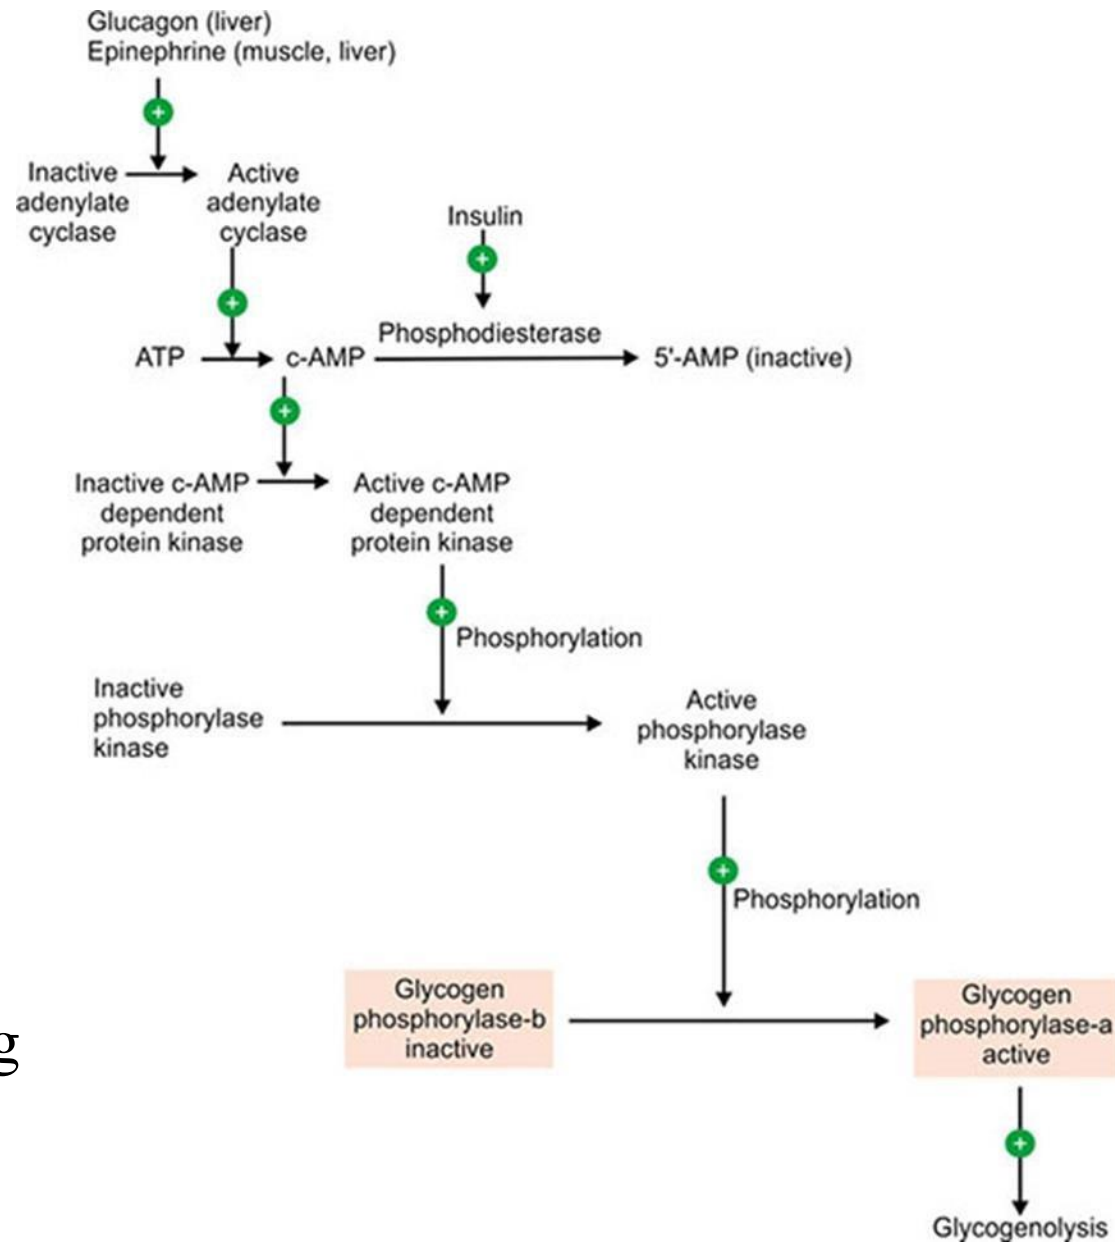 Glucagon (liver)
Epinephrine (muscle, liver)
+
Inactive
adenylate
cyclase
Active
adenylate
cyclase
Insulin
+
+
Phosphodiesterase
ATP
c-AMP
5'-AMP (inactive)
+
Inactive c-AMP
dependent
protein kinase
Active c-AMP
dependent
protein kinase
+
Phosphorylation
Inactive
phosphorylase
kinase
Active
phosphorylase
kinase
+
Phosphorylation
Glycogen
phosphorylase-b
inactive
Glycogen
phosphorylase-a
active
g
+
Glycogenolysis